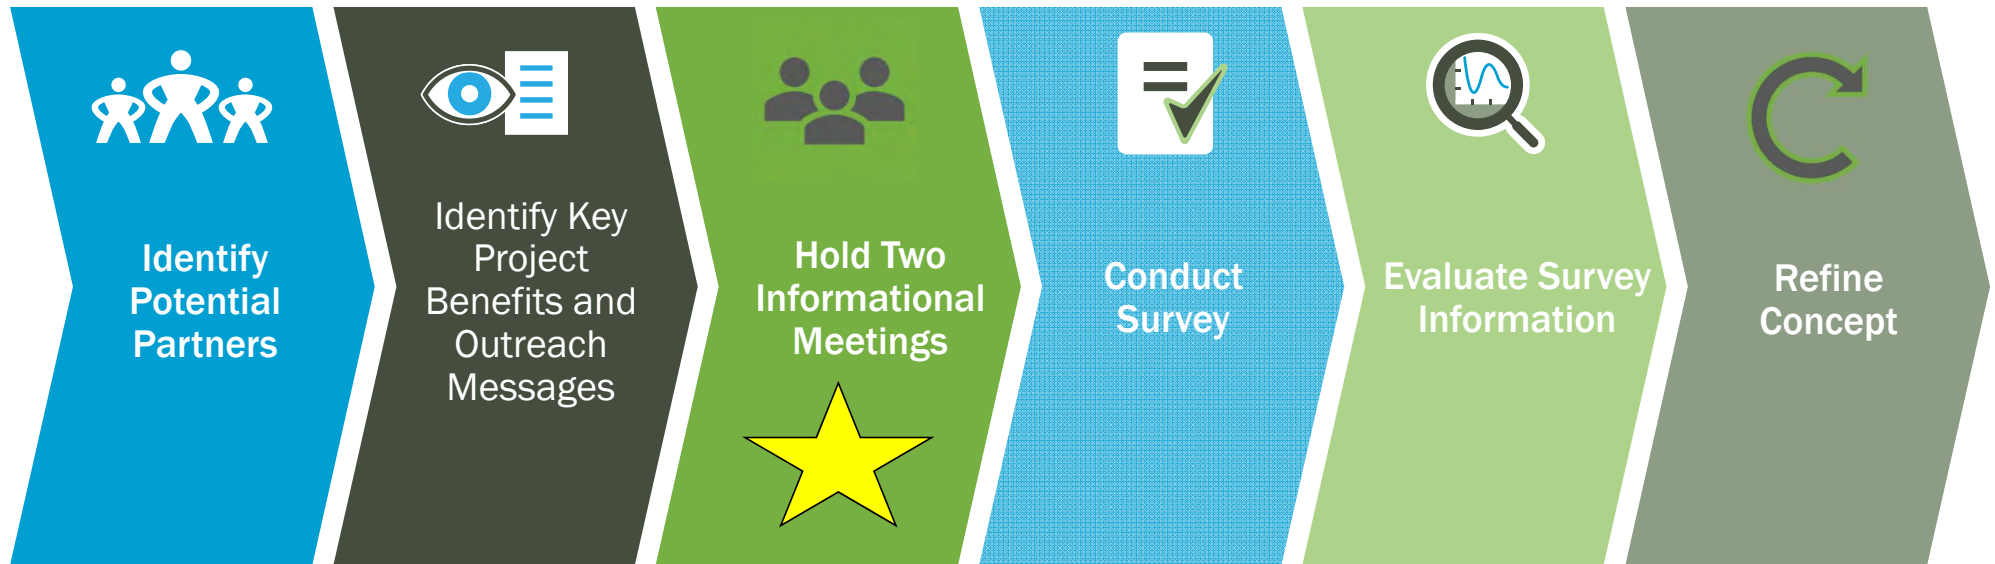 Identify
Potential
Partners
Identify Key
Project
Benefits and
Outreach
Messages
Hold Two
Informational
Meetings
Conduct
Survey
Evaluate Survey
Information
Refine
Concept